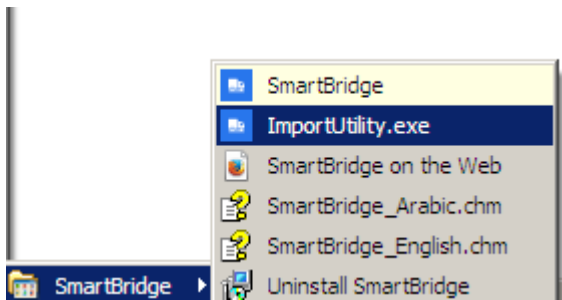 SmartBridge
ImportUtility.exe
SmartBridge on the Web
SmartBridge_Arabic.chm
SmartBridge_English.chm
SmartBridge
Uninstall SmartBridge